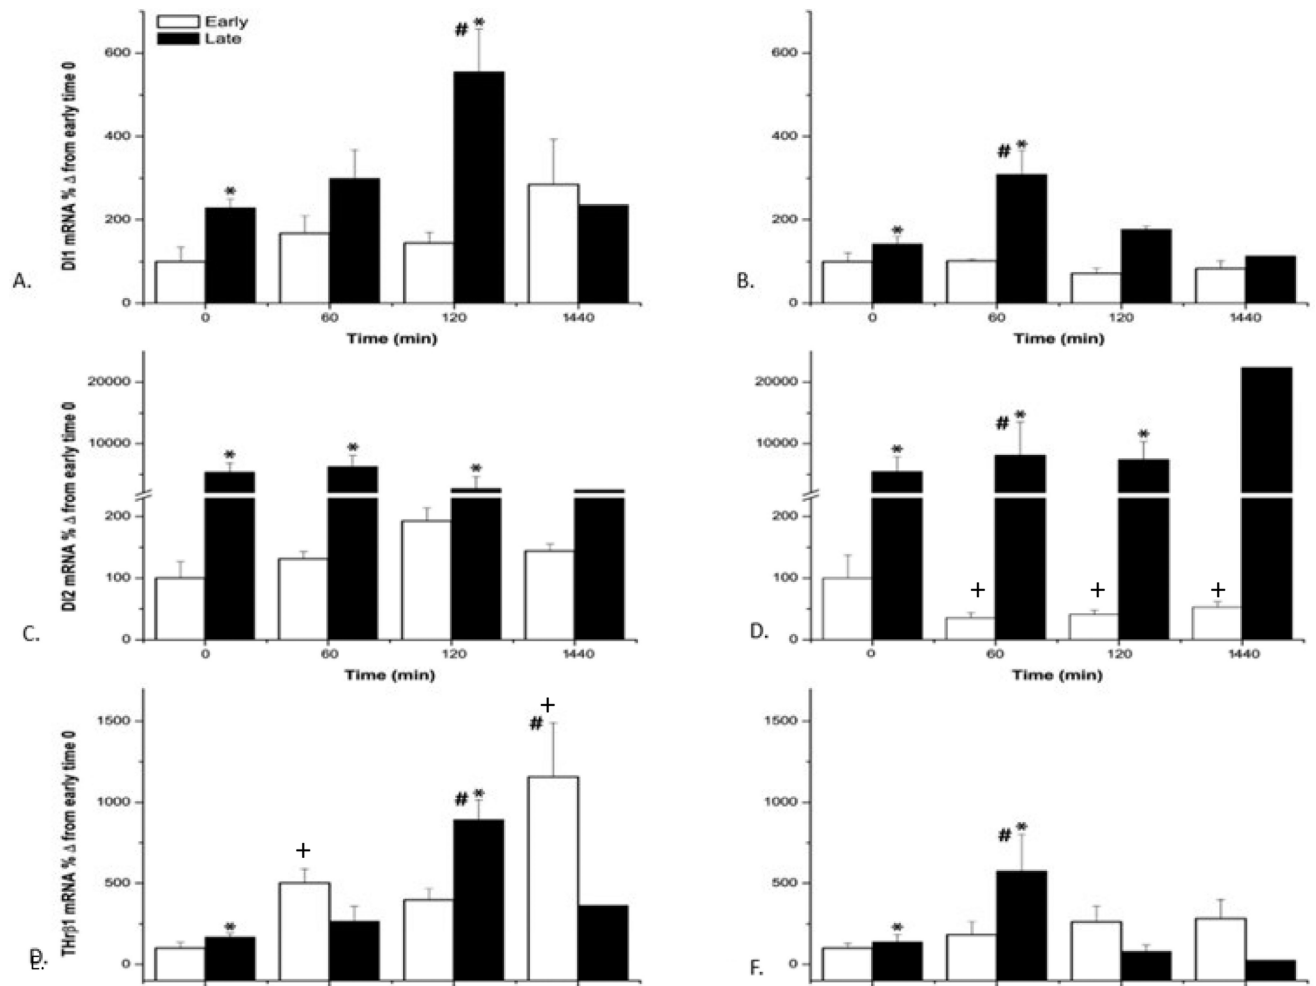 Early
Late
# *
*
600
400
200
0
DI1 mRNA % Δ from early time 0
A.
0 60 120 1440
Time (min)
600
400
200
0
# *
*
B.
0 60 120 1440
Time (min)
20000
10000
200
100
0
DI2 mRNA % Δ from early time 0
* * *
C.
0 60 120 1440
Time (min)
20000
10000
200
100
0
* # * *
+ + +
D.
0 60 120 1440
Time (min)
1500
1000
500
0
THrβ1 mRNA % Δ from early time 0
* + # * # +
D.
E.
1500
1000
500
0
* # *
F.